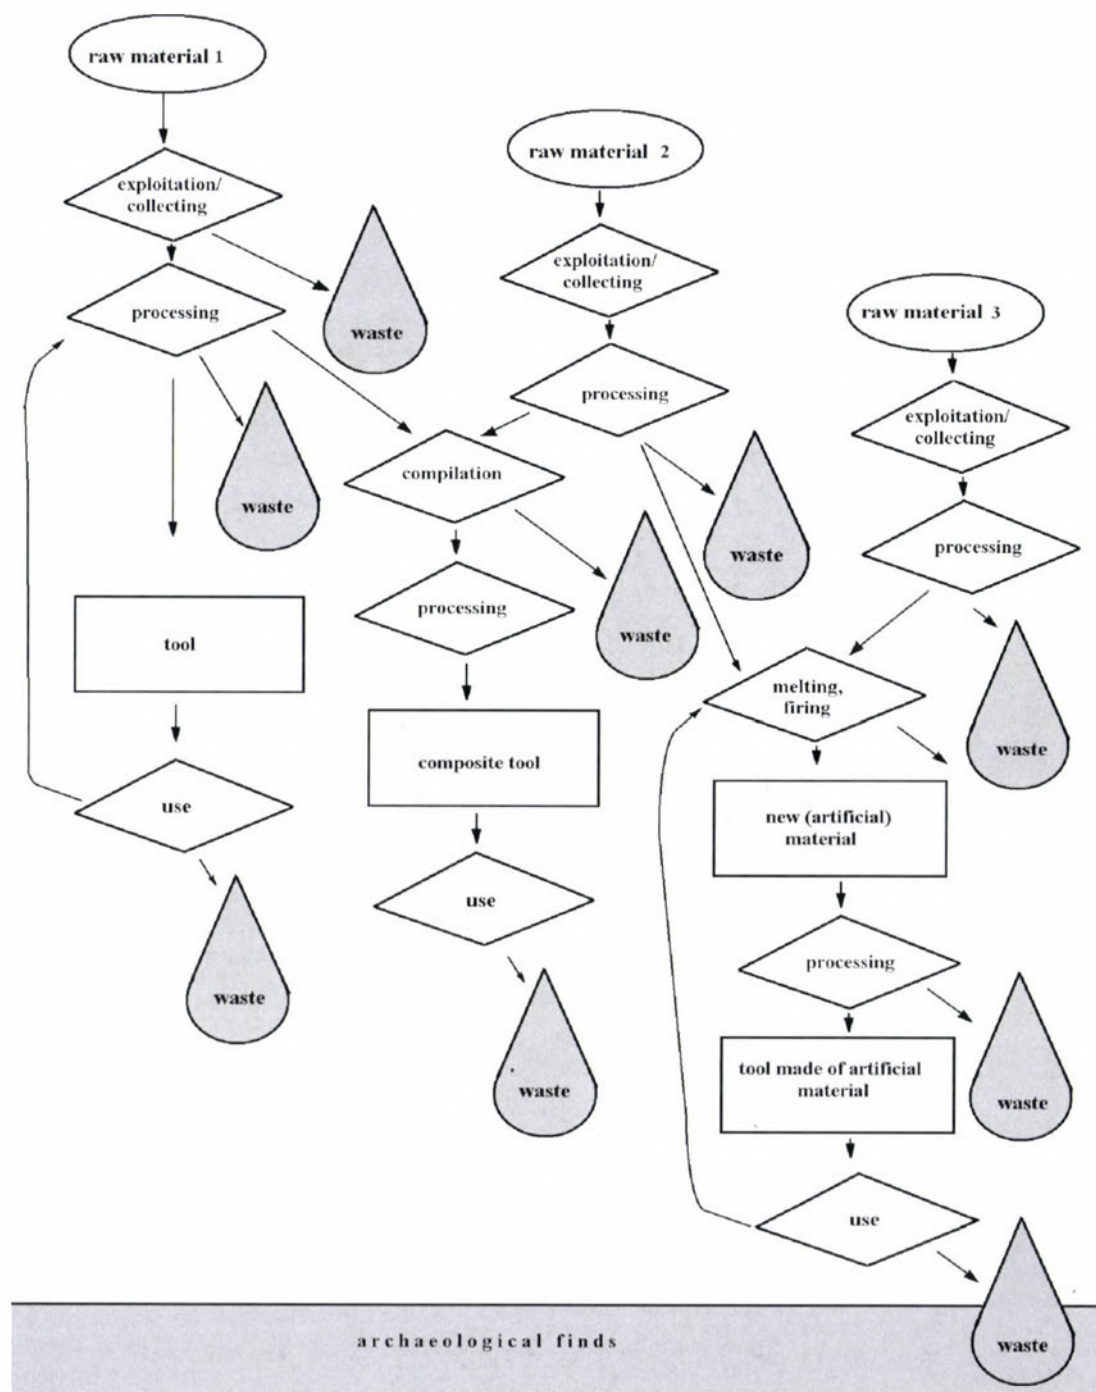 raw material 1
exploitation/
collecting
processing
waste
waste
tool
use
waste
raw material 2
exploitation/
collecting
processing
waste
compilation
waste
processing
composite tool
use
waste
raw material 3
exploitation/
collecting
processing
waste
melting,
firing
new (artificial)
material
processing
waste
tool made of artificial
material
use
waste
archaeological finds